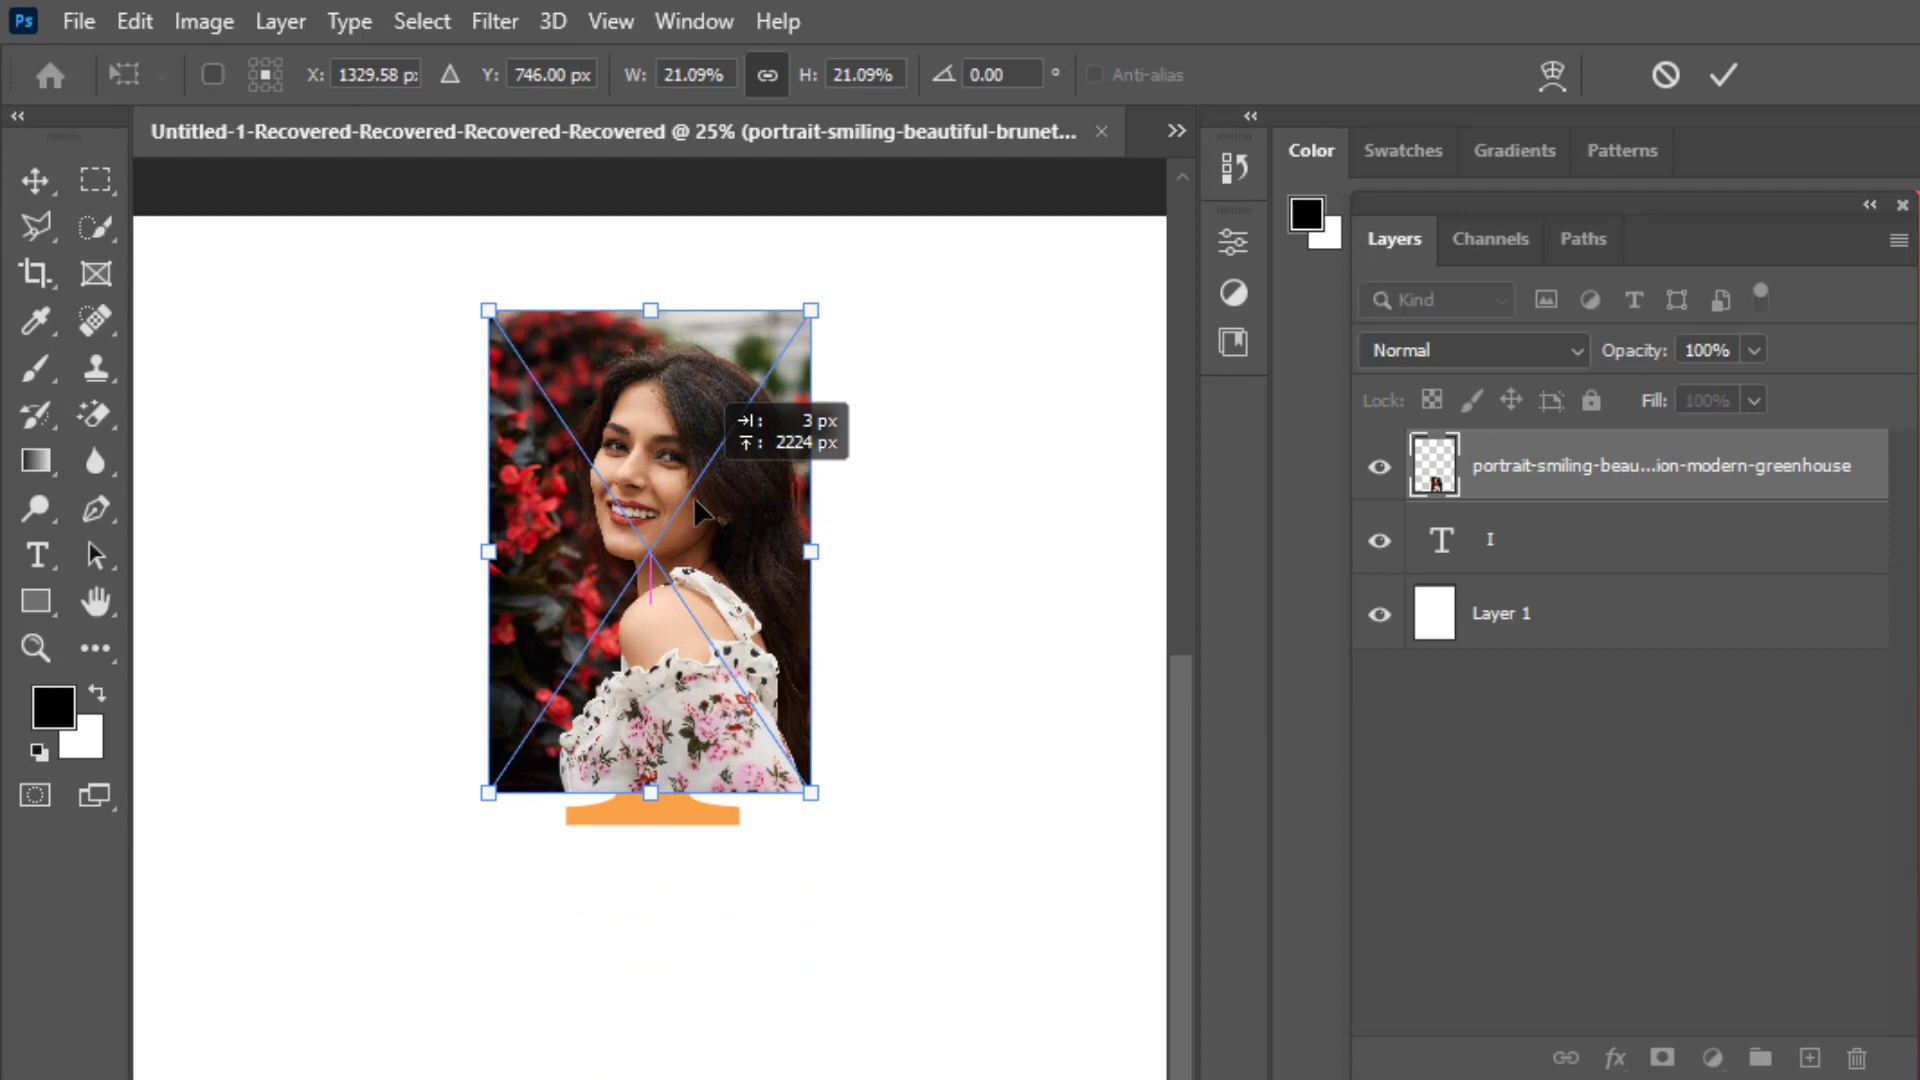 Ps File Edit Image Layer Type Select Filter 3D View Window Help
X: 1329.58 px Y: 746.00 px W: 21.09% H: 21.09% 0.00 ° Anti-alias
Untitled-1-Recovered-Recovered-Recovered-Recovered @ 25% (portrait-smiling-beautiful-brunet...
Color Swatches Gradients Patterns
Layers Channels Paths
Kind
Normal Opacity: 100%
Lock: Fill: 100%
3 px
2224 px
portrait-smiling-beau...ion-modern-greenhouse
I
Layer 1
fx